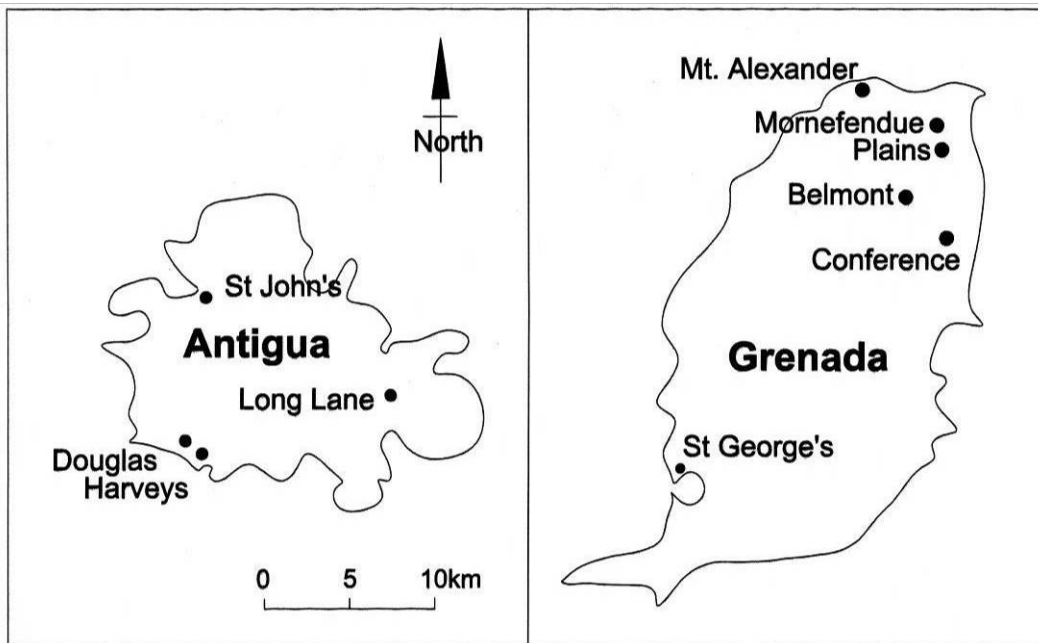 North
St John's
Antigua
Long Lane
Douglas
Harveys
0 5 10km
Mt. Alexander
Mornefendue
Plains
Belmont
Conference
Grenada
St George's